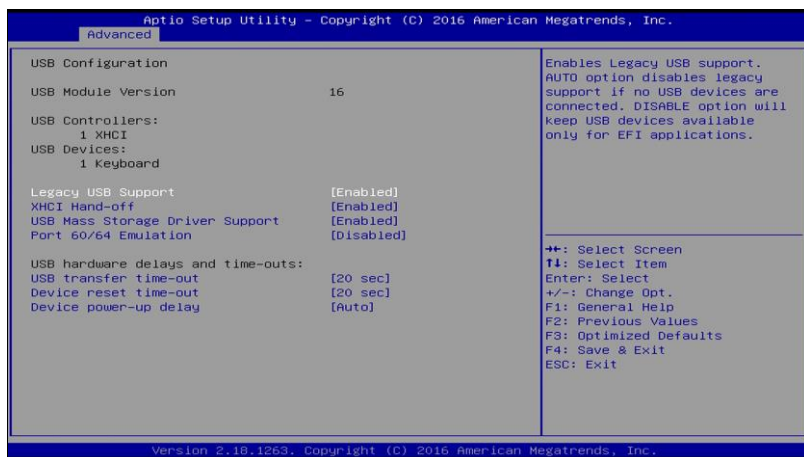 Aptio Setup Utility – Copyright (C) 2016 American Megatrends, Inc.
Advanced
USB Configuration
USB Module Version 16
USB Controllers:
1 XHCI
USB Devices:
1 Keyboard
Legacy USB Support [Enabled]
XHCI Hand-off [Enabled]
USB Mass Storage Driver Support [Enabled]
Port 60/64 Emulation [Disabled]
USB hardware delays and time-outs:
USB transfer time-out [20 sec]
Device reset time-out [20 sec]
Device power-up delay [Auto]
Enables Legacy USB support.
AUTO option disables legacy
support if no USB devices are
connected. DISABLE option will
keep USB devices available
only for EFI applications.
→←: Select Screen
↑↓: Select Item
Enter: Select
+/-: Change Opt.
F1: General Help
F2: Previous Values
F3: Optimized Defaults
F4: Save & Exit
ESC: Exit
Version 2.18.1263. Copyright (C) 2016 American Megatrends, Inc.